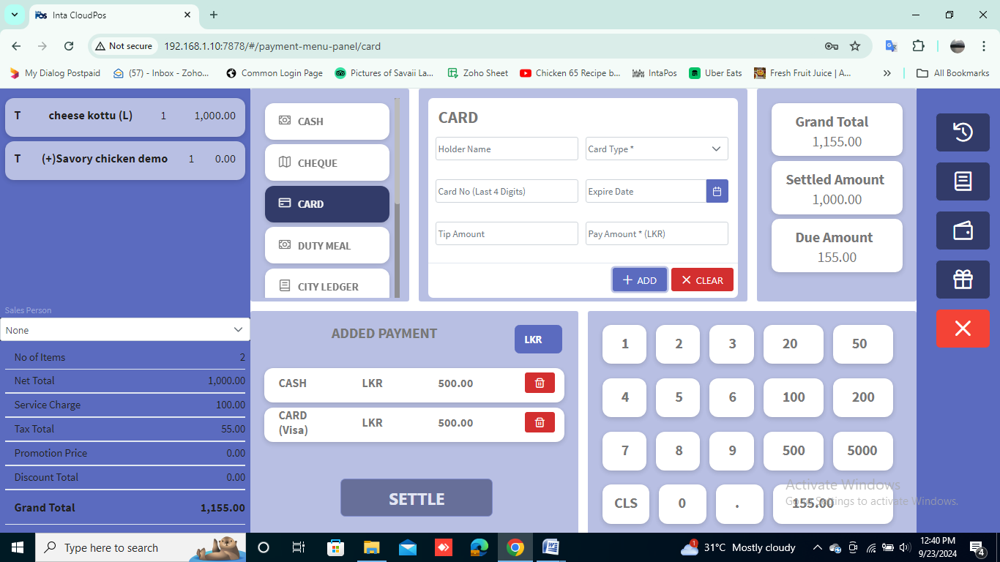 Inta CloudPos
Not secure 192.168.1.10:7878/#/payment-menu-panel/card
My Dialog Postpaid (57) - Inbox - Zoho... Common Login Page Pictures of Savaii La... Zoho Sheet Chicken 65 Recipe b... IntaPos Uber Eats Fresh Fruit Juice | A... » All Bookmarks
T cheese kottu (L) 1 1,000.00
T (+)Savory chicken demo 1 0.00
Sales Person
None
No of Items 2
Net Total 1,000.00
Service Charge 100.00
Tax Total 55.00
Promotion Price 0.00
Discount Total 0.00
Grand Total 1,155.00
CASH
CHEQUE
CARD
DUTY MEAL
CITY LEDGER
CARD
Holder Name Card Type *
Card No (Last 4 Digits) Expire Date
Tip Amount Pay Amount * (LKR)
+ ADD × CLEAR
Grand Total
1,155.00
Settled Amount
1,000.00
Due Amount
155.00
ADDED PAYMENT LKR
CASH LKR 500.00
CARD
(Visa) LKR 500.00
SETTLE
1 2 3 20 50
4 5 6 100 200
7 8 9 500 5000
CLS 0 . 155.00
Activate Windows
Go to Settings to activate Windows.
Type here to search
31°C Mostly cloudy
12:40 PM
9/23/2024
4